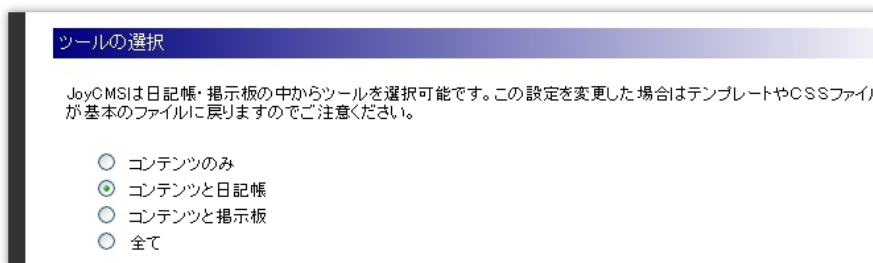 ツールの選択
JoyCMSは日記帳・掲示板の中からツールを選択可能です。この設定を変更した場合はテンプレートやCSSファイル
が基本のファイルに戻りますのでご注意ください。
コンテンツのみ
コンテンツと日記帳
コンテンツと掲示板
全て